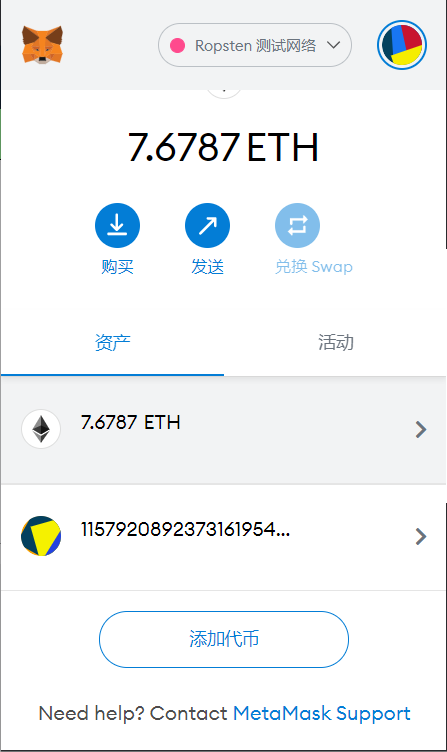 Ropsten 测试网络
7.6787 ETH
购买 发送 兑换 Swap
资产 活动
7.6787 ETH
1157920892373161954...
添加代币
Need help? Contact MetaMask Support